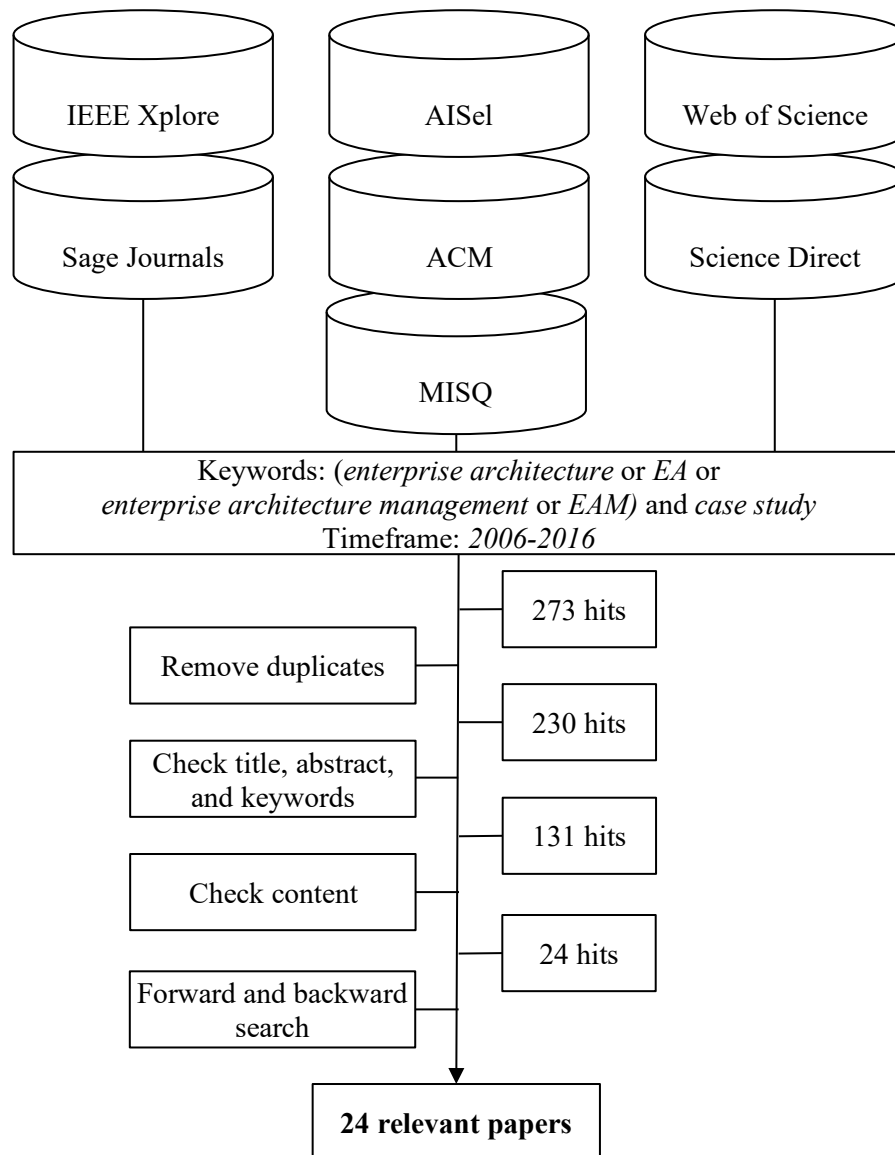 IEEE Xplore
AISel
Web of Science
Sage Journals
ACM
Science Direct
MISQ
Keywords: (enterprise architecture or EA or
enterprise architecture management or EAM) and case study
Timeframe: 2006-2016
273 hits
Remove duplicates
230 hits
Check title, abstract,
and keywords
131 hits
Check content
24 hits
Forward and backward
search
24 relevant papers